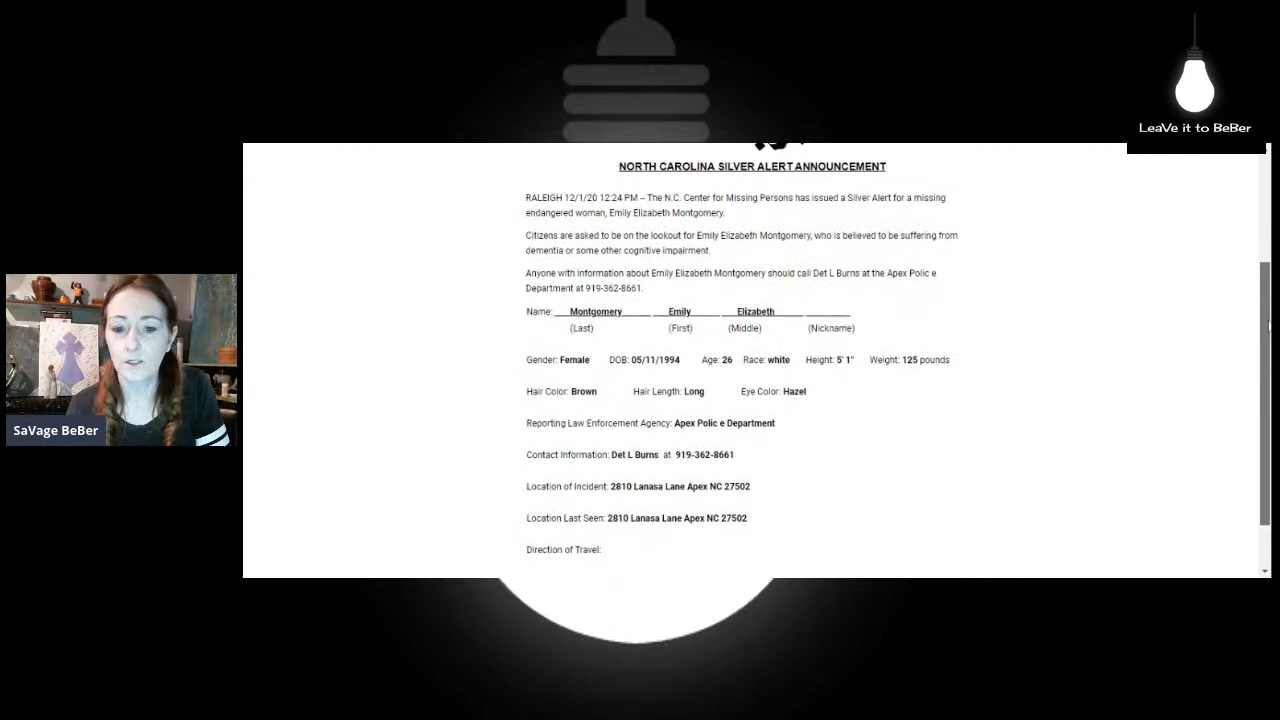 LeaVe it to BeBer
NORTH CAROLINA SILVER ALERT ANNOUNCEMENT
RALEIGH 12/1/20 12:24 PM -- The N.C. Center for Missing Persons has issued a Silver Alert for a missing
endangered woman, Emily Elizabeth Montgomery.
Citizens are asked to be on the lookout for Emily Elizabeth Montgomery, who is believed to be suffering from
dementia or some other cognitive impairment.
Anyone with information about Emily Elizabeth Montgomery should call Det L Burns at the Apex Polic e
Department at 919-362-8661.
Name: Montgomery Emily Elizabeth
(Last) (First) (Middle) (Nickname)
Gender: Female DOB: 05/11/1994 Age: 26 Race: white Height: 5' 1" Weight: 125 pounds
Hair Color: Brown Hair Length: Long Eye Color: Hazel
Reporting Law Enforcement Agency: Apex Polic e Department
Contact Information: Det L Burns at 919-362-8661
Location of Incident: 2810 Lanasa Lane Apex NC 27502
Location Last Seen: 2810 Lanasa Lane Apex NC 27502
Direction of Travel:
SaVage BeBer